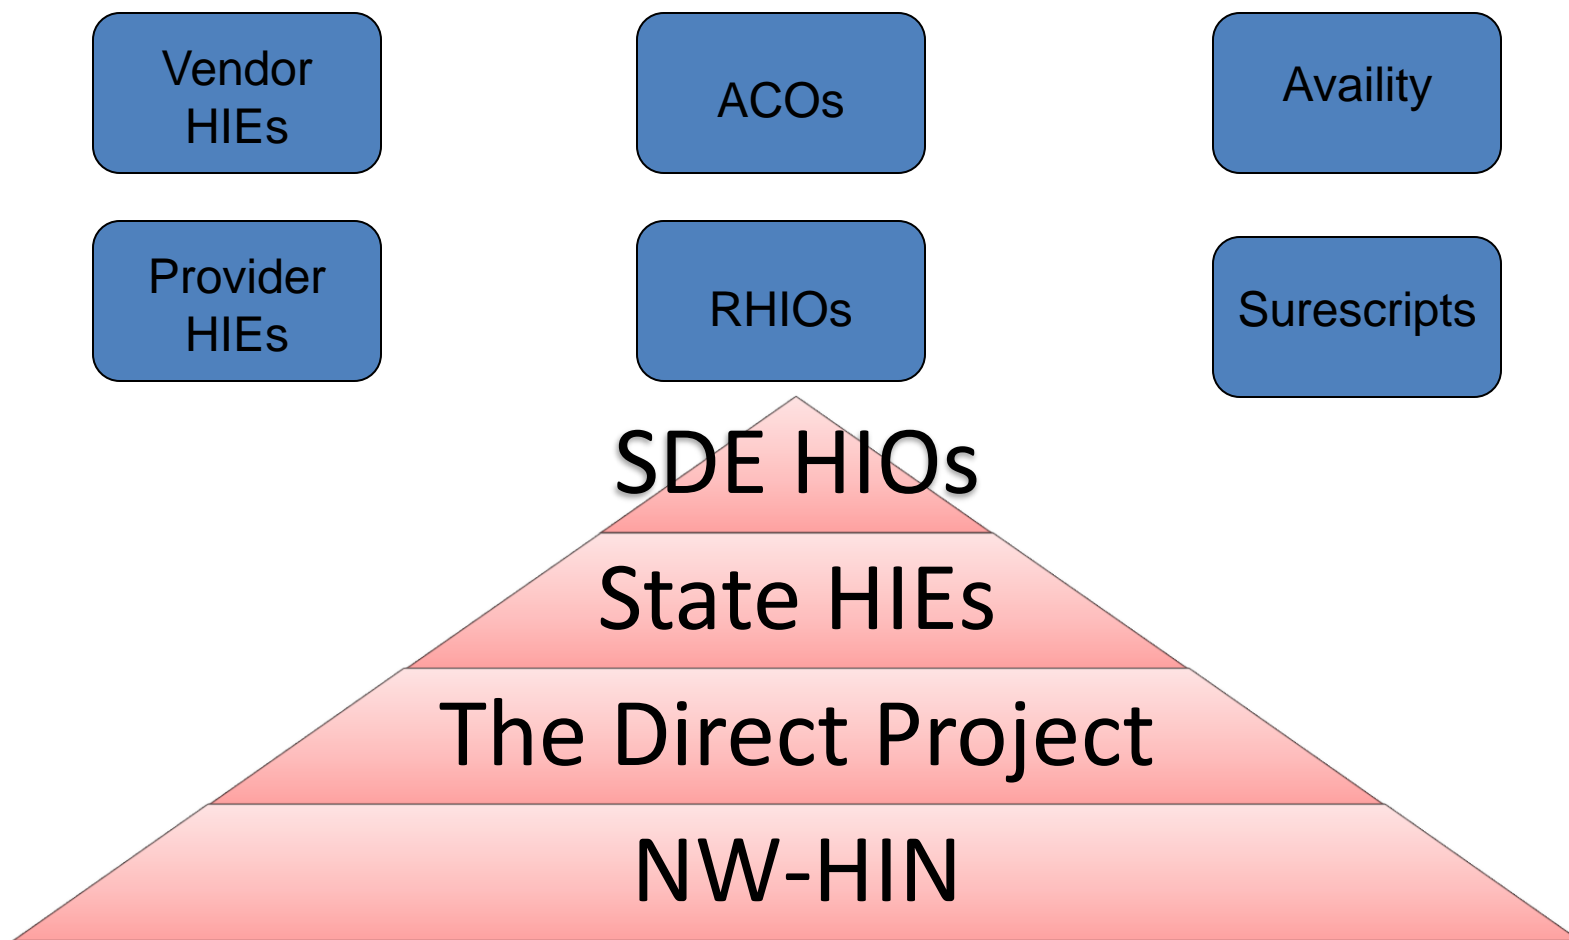 Vendor
HIEs
ACOs
Availity
Provider
HIEs
RHIOs
Surescripts
SDE HIOs
State HIEs
The Direct Project
NW-HIN